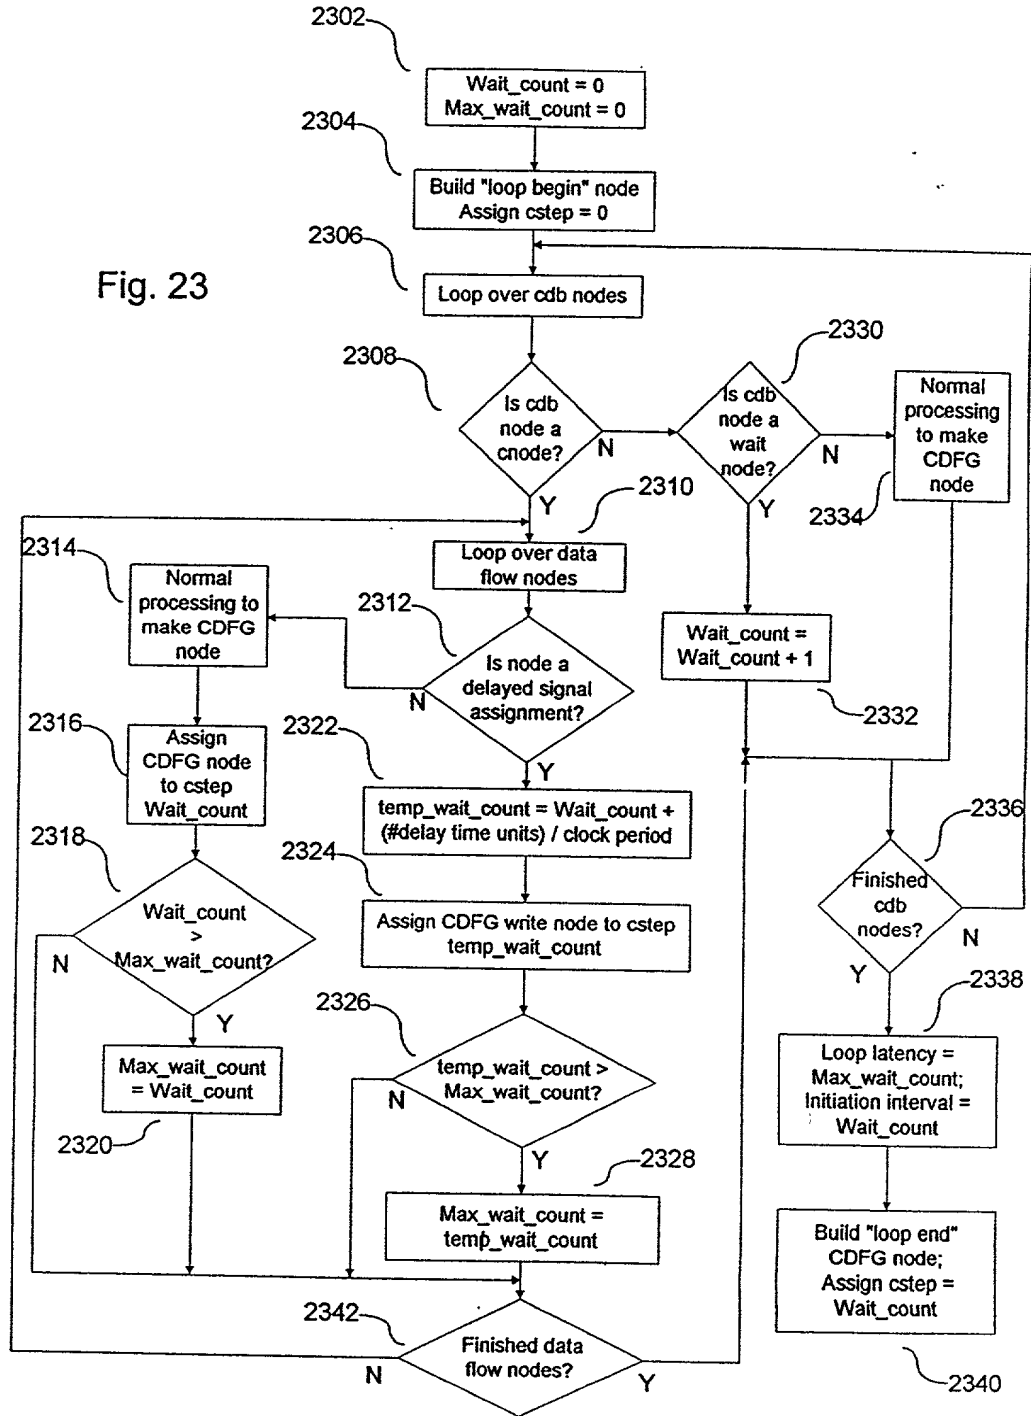 2302
Wait_count = 0
Max_wait_count = 0
2304
Build "loop begin" node
Assign cstep = 0
2306
Fig. 23
Loop over cdb nodes
2308
Is cdb
node a
cnode?
N
Y
2330
Is cdb
node a
wait
node?
N
Y
Normal
processing
to make
CDFG
node
2334
2310
Loop over data
flow nodes
2314
Normal
processing to
make CDFG
node
2312
Is node a
delayed signal
assignment?
N
Y
Wait_count =
Wait_count + 1
2332
2316
Assign
CDFG node
to cstep
Wait_count
2322
temp_wait_count = Wait_count +
(#delay time units) / clock period
2318
Wait_count
>
Max_wait_count?
N
Y
2324
Assign CDFG write node to cstep
temp_wait_count
2336
Finished
cdb
nodes?
N
Y
2326
temp_wait_count >
Max_wait_count?
N
Y
2338
Loop latency =
Max_wait_count;
Initiation interval =
Wait_count
Max_wait_count
= Wait_count
2320
2328
Max_wait_count =
temp_wait_count
Build "loop end"
CDFG node;
Assign cstep =
Wait_count
2340
2342
Finished data
flow nodes?
N
Y